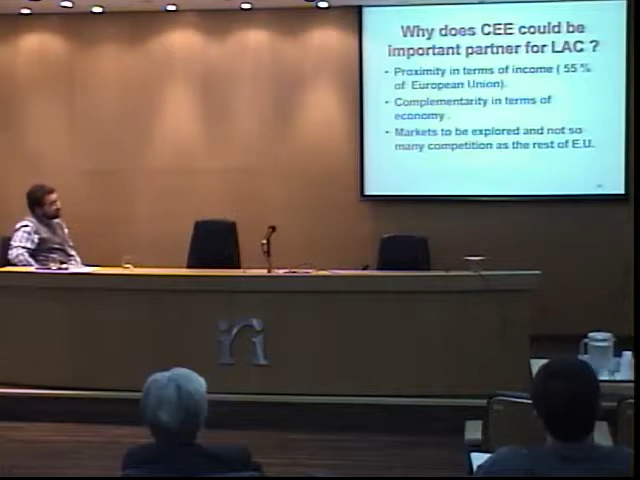 Why does CEE could be
important partner for LAC ?
• Proximity in terms of income ( 55 %
of European Union).
• Complementarity in terms of
economy .
• Markets to be explored and not so
many competition as the rest of E.U.
iri